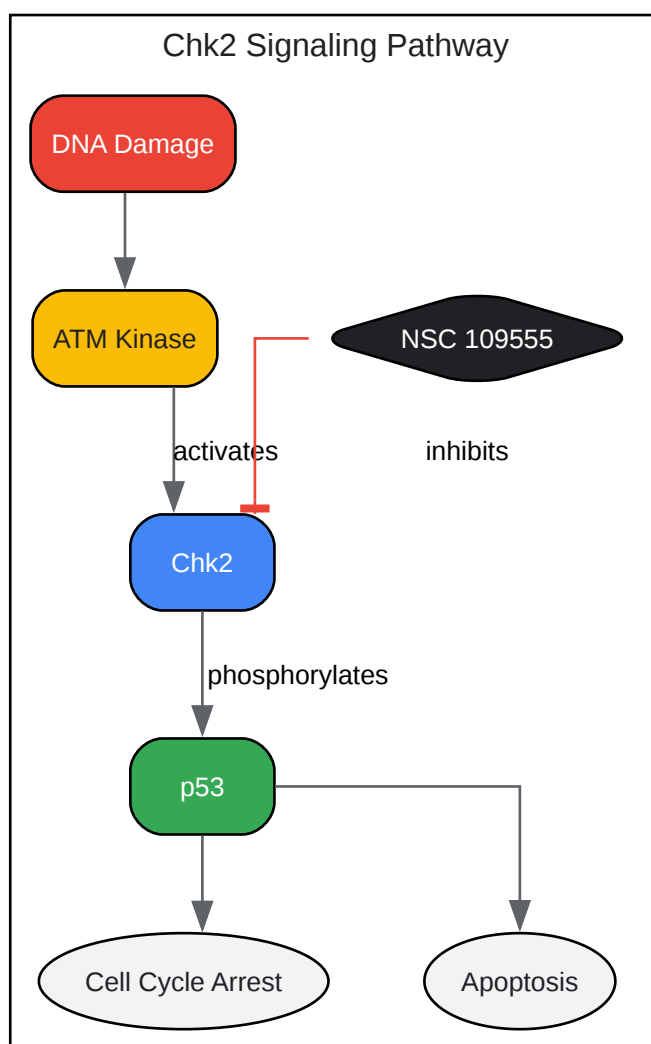 Chk2 Signaling Pathway
DNA Damage
ATM Kinase
NSC 109555
activates
inhibits
Chk2
phosphorylates
p53
Cell Cycle Arrest
Apoptosis